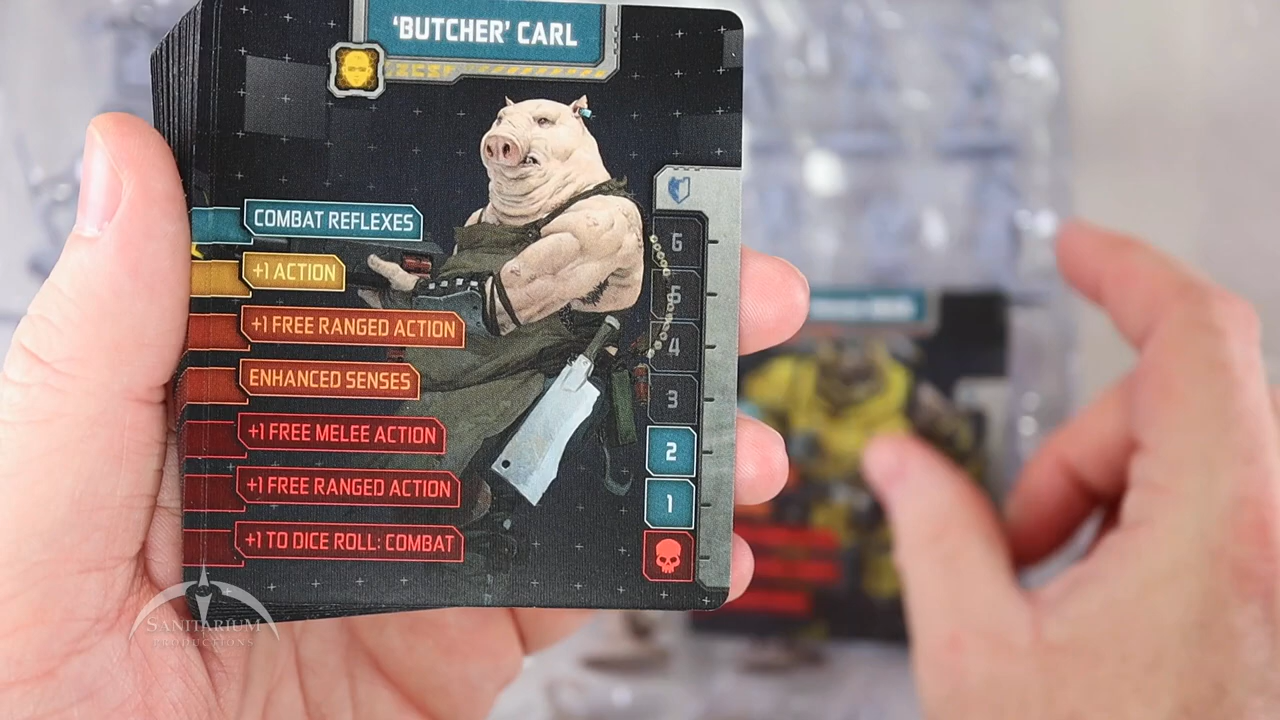 'BUTCHER' CARL
COMBAT REFLEXES
+1 ACTION
+1 FREE RANGED ACTION
ENHANCED SENSES
+1 FREE MELEE ACTION
+1 FREE RANGED ACTION
+1 TO DICE ROLL: COMBAT
6
5
4
3
2
1
SANITARIUM
PRODUCTIONS